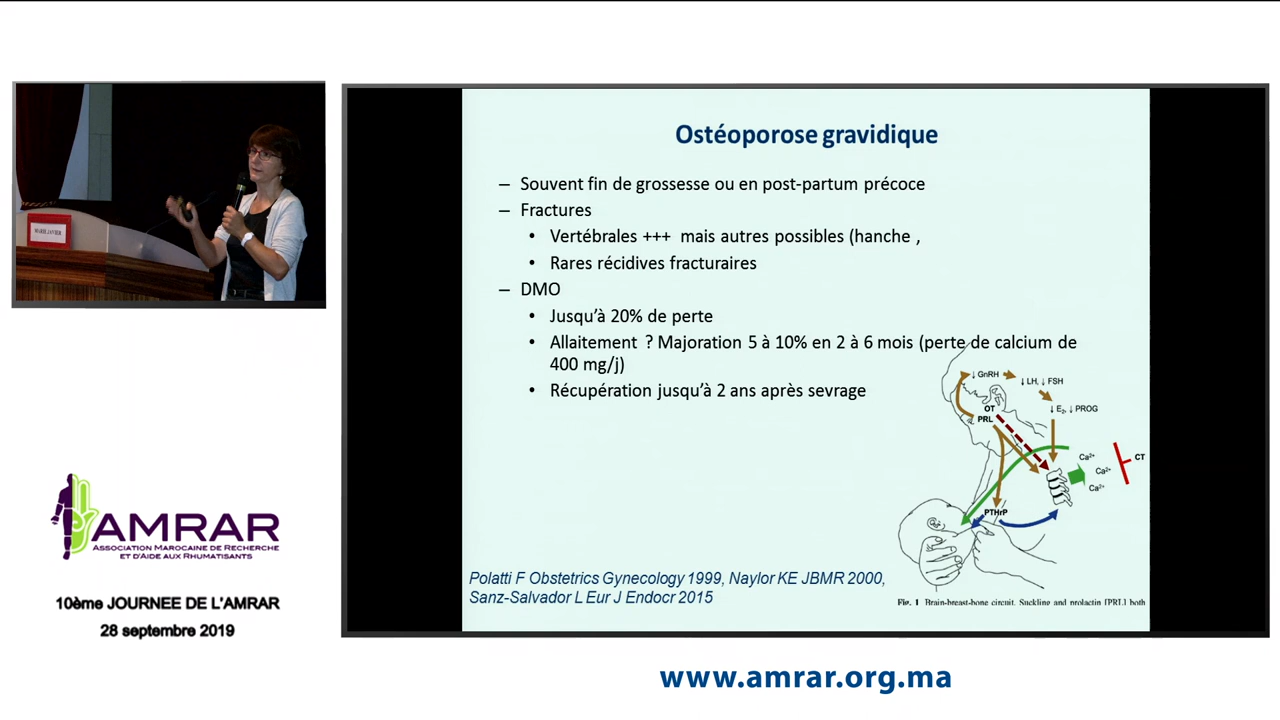 Ostéoporose gravidique
– Souvent fin de grossesse ou en post-partum précoce
– Fractures
• Vertébrales +++ mais autres possibles (hanche ,
• Rares récidives fracturaires
– DMO
• Jusqu'à 20% de perte
• Allaitement ? Majoration 5 à 10% en 2 à 6 mois (perte de calcium de
400 mg/j)
• Récupération jusqu'à 2 ans après sevrage
↓ GnRH
↓ LH, ↓ FSH
↓ E₂, ↓ PROG
OT
PRL
Ca²⁺
Ca²⁺
Ca²⁺
CT
PTHrP
Polatti F Obstetrics Gynecology 1999, Naylor KE JBMR 2000,
Sanz-Salvador L Eur J Endocr 2015
Fig. 1 Brain-breast-bone circuit. Suckling and prolactin [PRL] both
AMRAR
ASSOCIATION MAROCAINE DE RECHERCHE
ET D'AIDE AUX RHUMATISANTS
10ème JOURNEE DE L'AMRAR
28 septembre 2019
www.amrar.org.ma